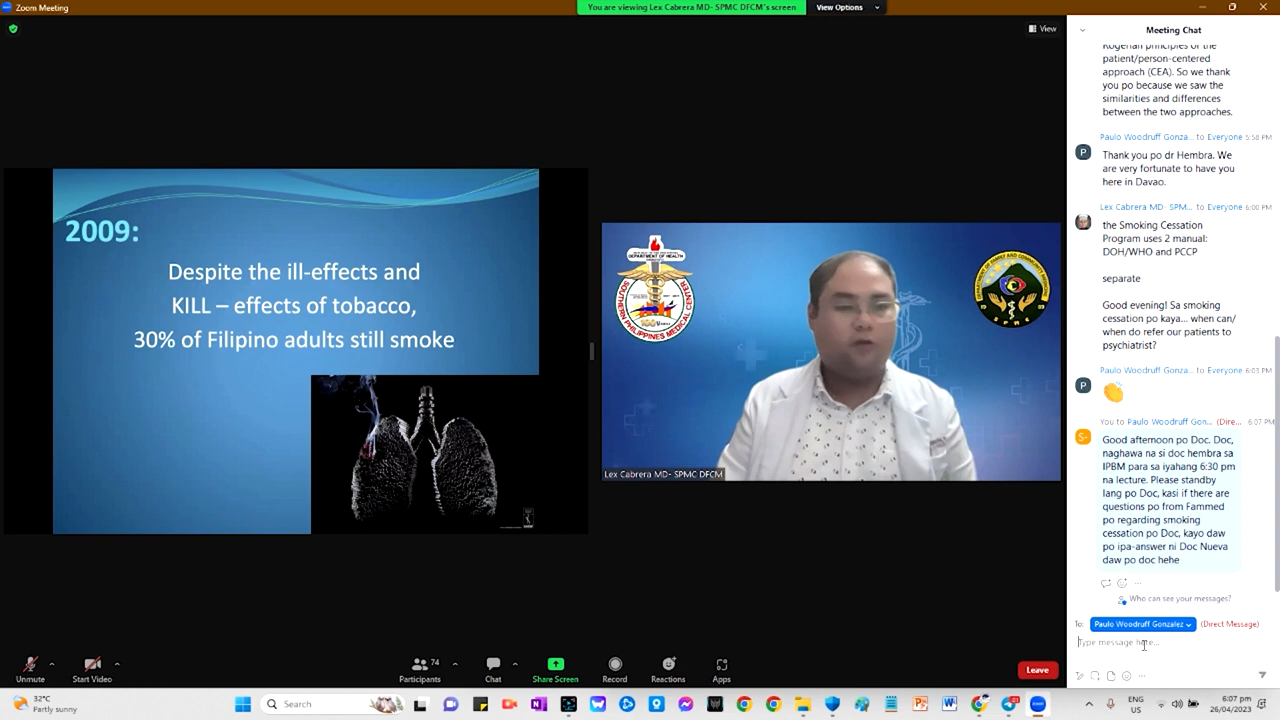 Zoom Meeting
You are viewing Lex Cabrera MD- SPMC DFCM's screen
View Options
View
2009:
Despite the ill-effects and
KILL – effects of tobacco,
30% of Filipino adults still smoke
DEPARTMENT OF HEALTH
SOUTHERN PHILIPPINES MEDICAL CENTER
Lex Cabrera MD- SPMC DFCM
Meeting Chat
Rogerian principles of the
patient/person-centered
approach (CEA). So we thank
you po because we saw the
similarities and differences
between the two approaches.
Paulo Woodruff Gonza... to Everyone 5:58 PM
P
Thank you po dr Hembra. We
are very fortunate to have you
here in Davao.
Lex Cabrera MD- SPM... to Everyone 6:00 PM
the Smoking Cessation
Program uses 2 manual:
DOH/WHO and PCCP
separate
Good evening! Sa smoking
cessation po kaya... when can/
when do refer our patients to
psychiatrist?
Paulo Woodruff Gonza... to Everyone 6:03 PM
P
You to Paulo Woodruff Gon... (Dire... 6:07 PM
S-
Good afternoon po Doc. Doc,
naghawa na si doc hembra sa
IPBM para sa iyahang 6:30 pm
na lecture. Please standby
lang po Doc, kasi if there are
questions po from Fammed
po regarding smoking
cessation po Doc, kayo daw
po ipa-answer ni Doc Nueva
daw po doc hehe
Who can see your messages?
To: Paulo Woodruff Gonzalez (Direct Message)
Type message here...
Unmute
Start Video
74
Participants
Chat
Share Screen
Record
Reactions
Apps
Leave
32°C
Partly sunny
Search
ENG
US
6:07 pm
26/04/2023